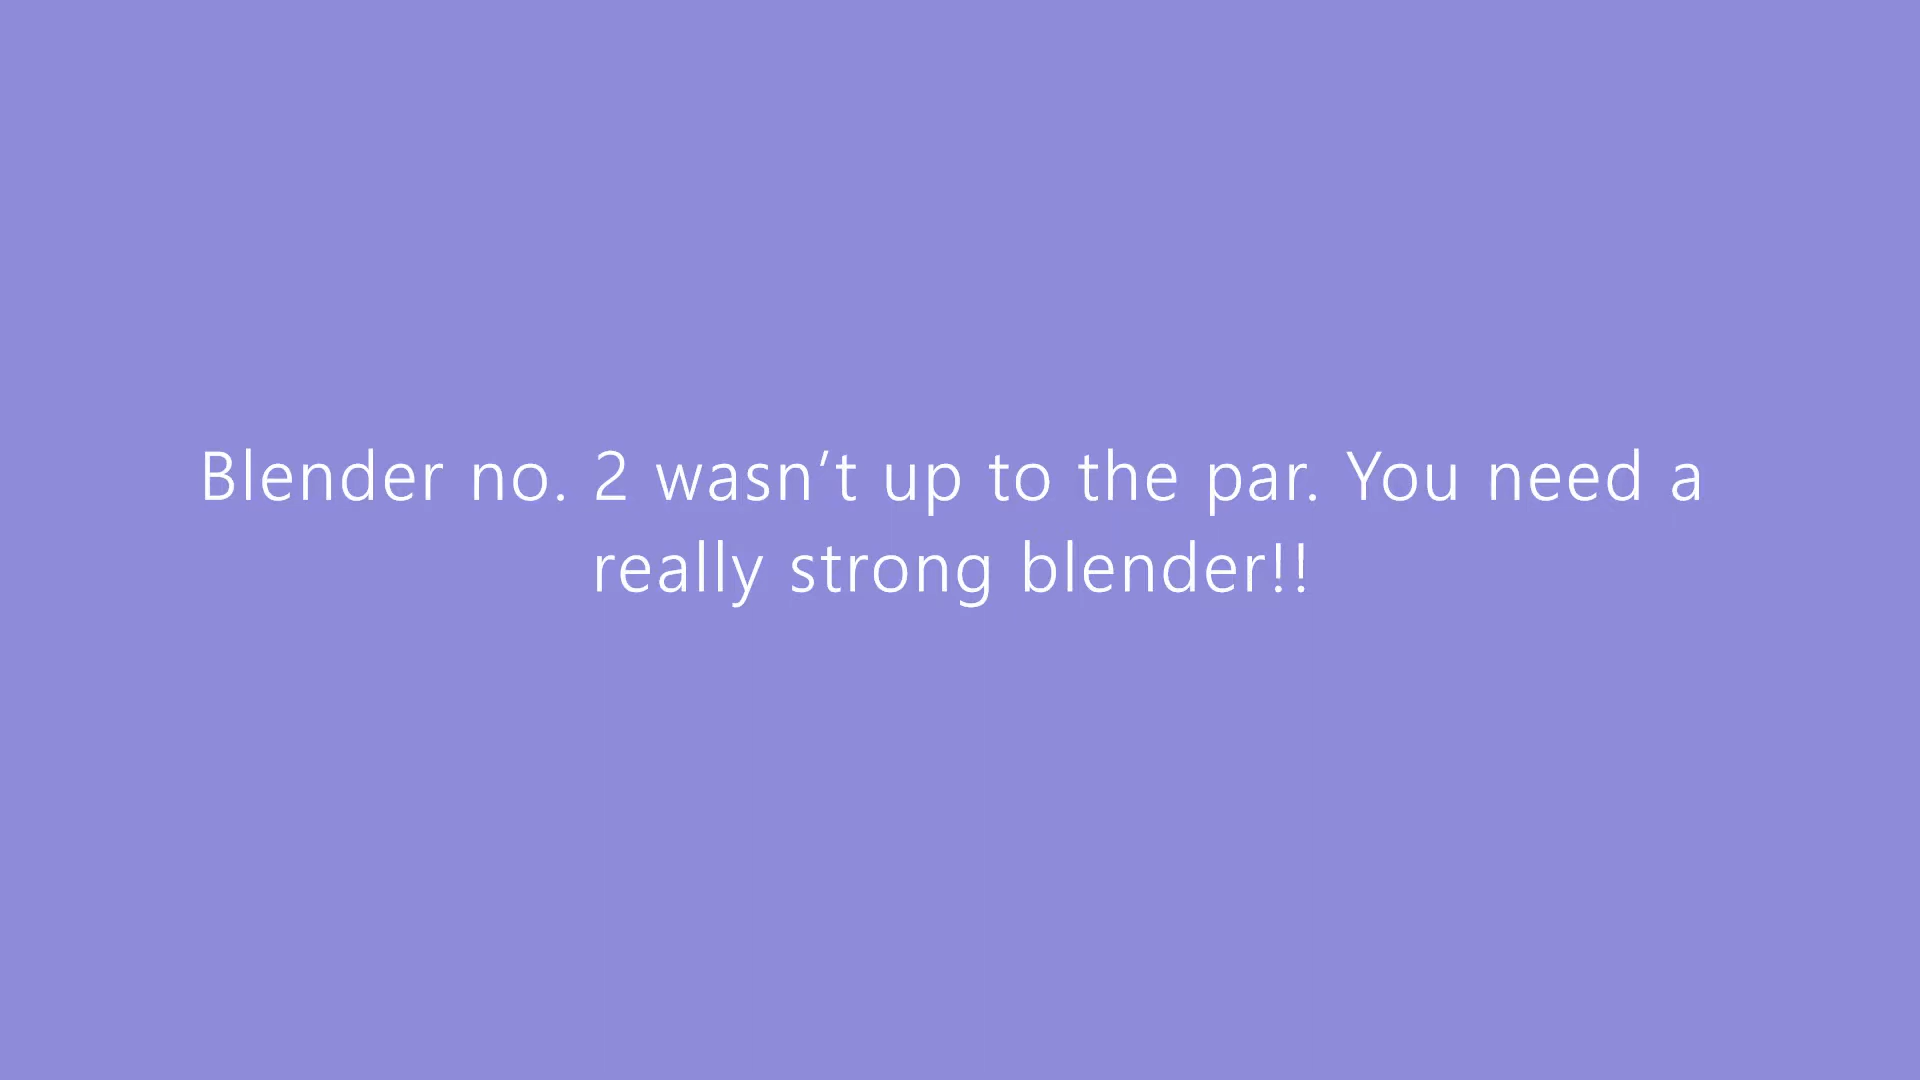 Blender no. 2 wasn’t up to the par. You need a
really strong blender!!